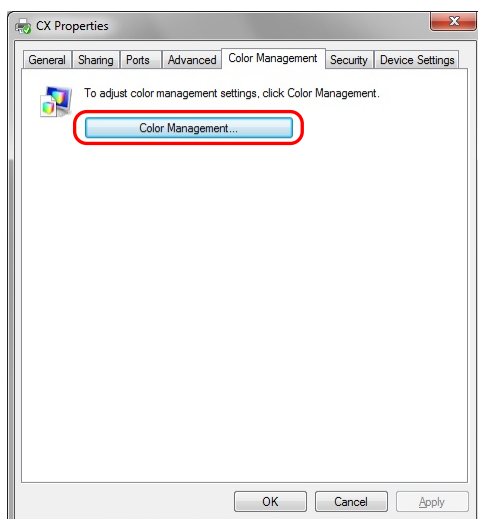 CX Properties
General Sharing Ports Advanced Color Management Security Device Settings
To adjust color management settings, click Color Management.
Color Management...
OK Cancel Apply